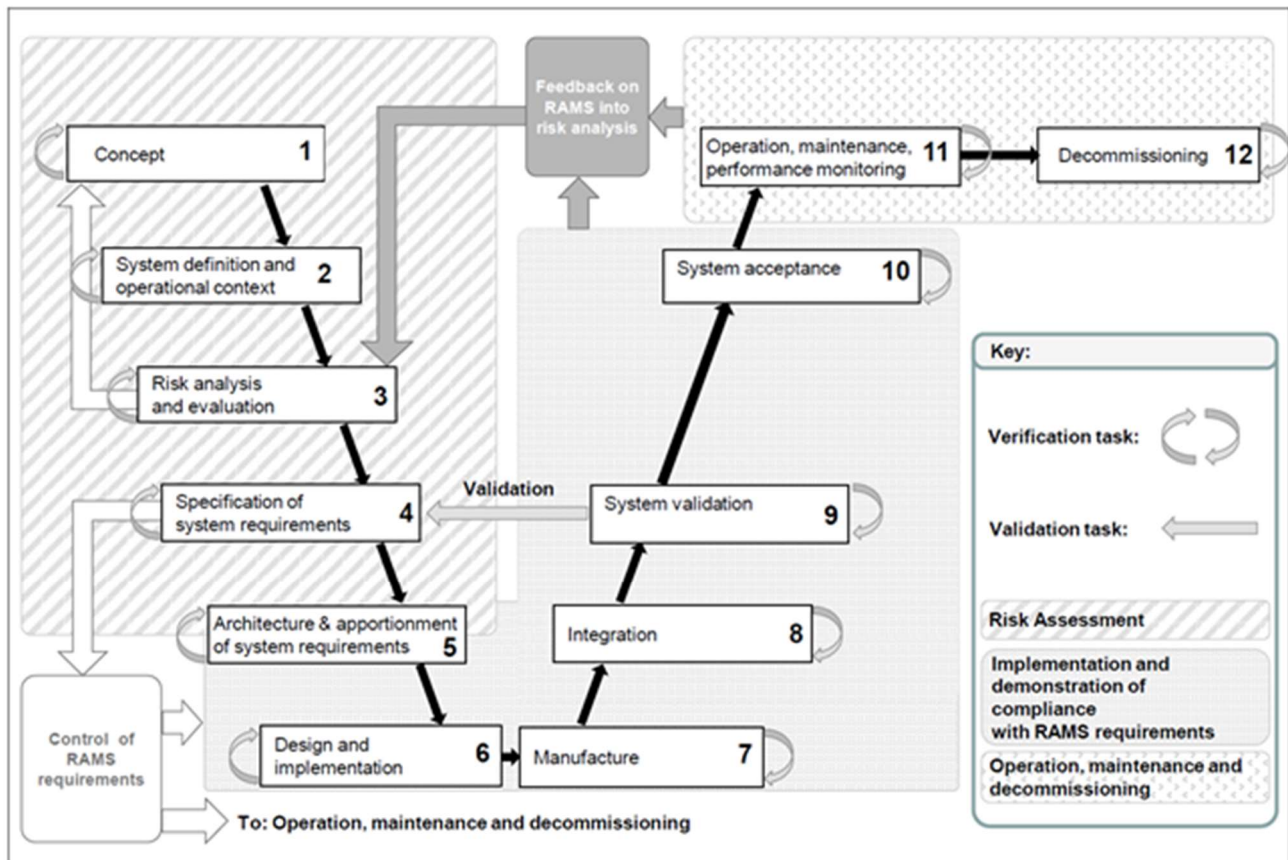 Feedback on
RAMS into
risk analysis
Concept 1
System definition and
operational context 2
Risk analysis
and evaluation 3
Specification of
system requirements 4
Architecture & apportionment
of system requirements 5
Design and
implementation 6
Manufacture 7
Integration 8
System validation 9
Validation
System acceptance 10
Operation, maintenance,
performance monitoring 11
Decommissioning 12
Control of
RAMS
requirements
To: Operation, maintenance and decommissioning
Key:
Verification task:
Validation task:
Risk Assessment
Implementation and
demonstration of
compliance
with RAMS requirements
Operation, maintenance and
decommissioning